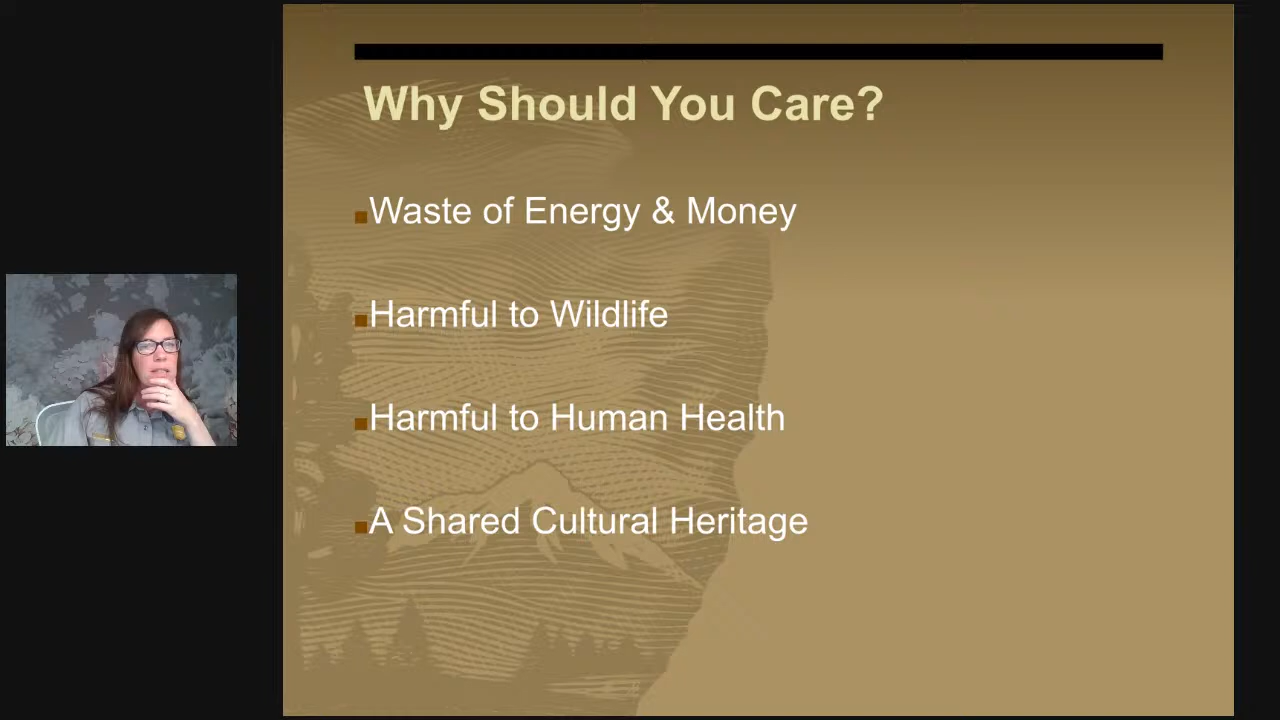 Why Should You Care?
Waste of Energy & Money
Harmful to Wildlife
Harmful to Human Health
A Shared Cultural Heritage